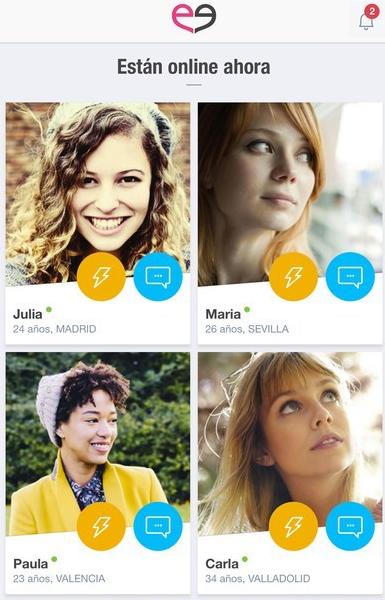 2
Están online ahora
Julia
24 años, MADRID
Maria
26 años, SEVILLA
Paula
23 años, VALENCIA
Carla
34 años, VALLADOLID